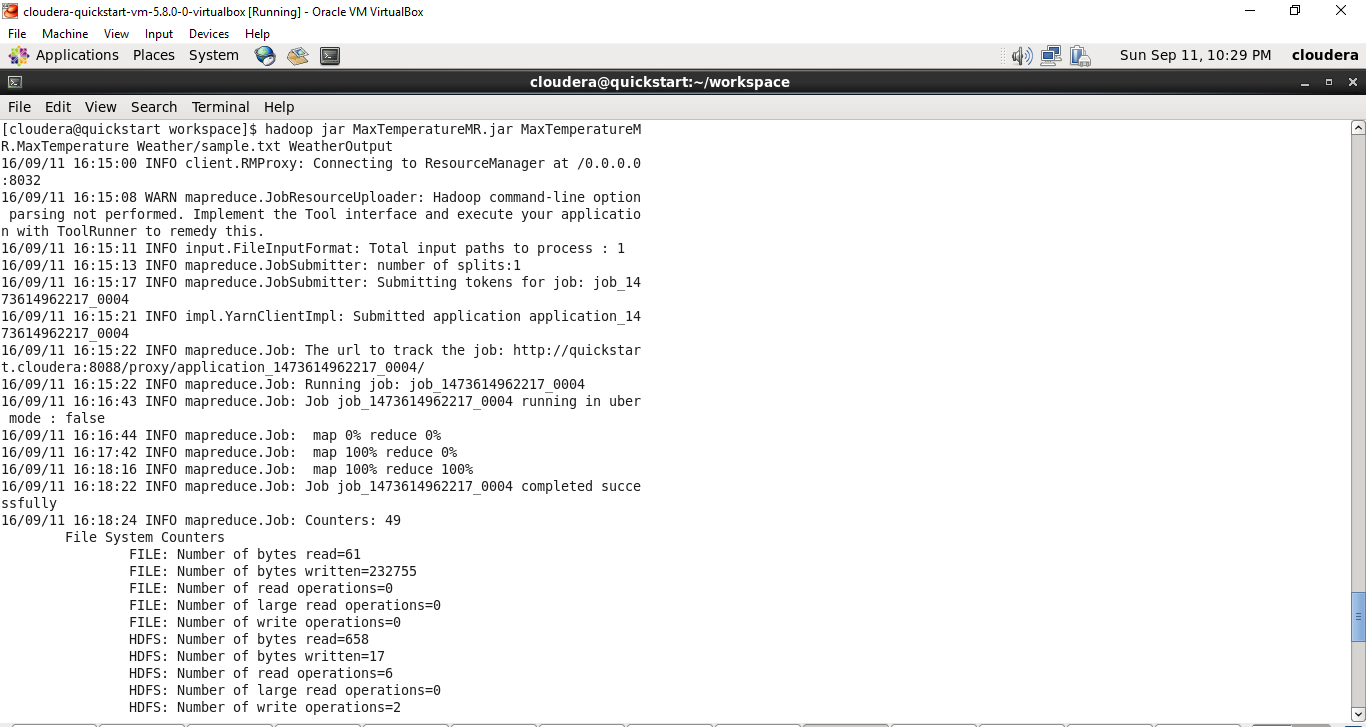 cloudera-quickstart-vm-5.8.0-0-virtualbox [Running] - Oracle VM VirtualBox
File Machine View Input Devices Help
Applications Places System Sun Sep 11, 10:29 PM cloudera
cloudera@quickstart:~/workspace
File Edit View Search Terminal Help
[cloudera@quickstart workspace]$ hadoop jar MaxTemperatureMR.jar MaxTemperatureM
R.MaxTemperature Weather/sample.txt WeatherOutput
16/09/11 16:15:00 INFO client.RMProxy: Connecting to ResourceManager at /0.0.0.0
:8032
16/09/11 16:15:08 WARN mapreduce.JobResourceUploader: Hadoop command-line option
 parsing not performed. Implement the Tool interface and execute your applicatio
n with ToolRunner to remedy this.
16/09/11 16:15:11 INFO input.FileInputFormat: Total input paths to process : 1
16/09/11 16:15:13 INFO mapreduce.JobSubmitter: number of splits:1
16/09/11 16:15:17 INFO mapreduce.JobSubmitter: Submitting tokens for job: job_14
73614962217_0004
16/09/11 16:15:21 INFO impl.YarnClientImpl: Submitted application application_14
73614962217_0004
16/09/11 16:15:22 INFO mapreduce.Job: The url to track the job: http://quickstar
t.cloudera:8088/proxy/application_1473614962217_0004/
16/09/11 16:15:22 INFO mapreduce.Job: Running job: job_1473614962217_0004
16/09/11 16:16:43 INFO mapreduce.Job: Job job_1473614962217_0004 running in uber
 mode : false
16/09/11 16:16:44 INFO mapreduce.Job:  map 0% reduce 0%
16/09/11 16:17:42 INFO mapreduce.Job:  map 100% reduce 0%
16/09/11 16:18:16 INFO mapreduce.Job:  map 100% reduce 100%
16/09/11 16:18:22 INFO mapreduce.Job: Job job_1473614962217_0004 completed succe
ssfully
16/09/11 16:18:24 INFO mapreduce.Job: Counters: 49
File System Counters
FILE: Number of bytes read=61
FILE: Number of bytes written=232755
FILE: Number of read operations=0
FILE: Number of large read operations=0
FILE: Number of write operations=0
HDFS: Number of bytes read=658
HDFS: Number of bytes written=17
HDFS: Number of read operations=6
HDFS: Number of large read operations=0
HDFS: Number of write operations=2